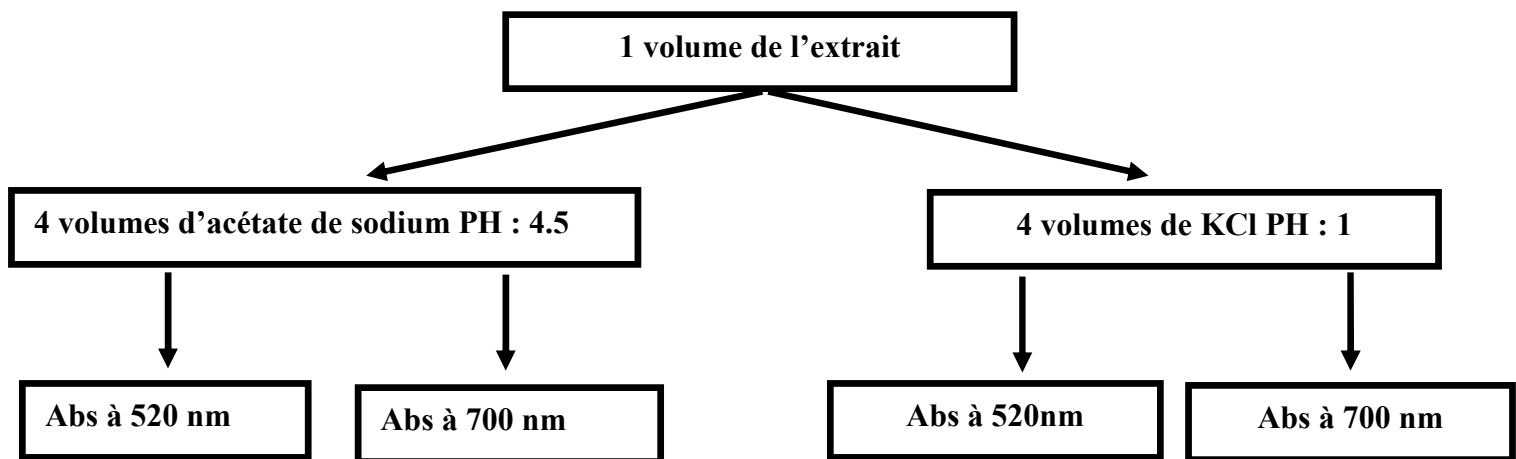 1 volume de l’extrait
4 volumes d’acétate de sodium PH : 4.5
4 volumes de KCl PH : 1
Abs à 520 nm
Abs à 700 nm
Abs à 520nm
Abs à 700 nm